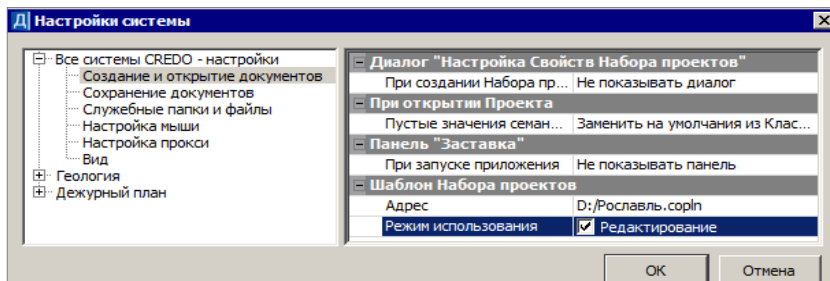 Д Настройки системы
Все системы CREDO - настройки
Создание и открытие документов
Сохранение документов
Служебные папки и файлы
Настройка мыши
Настройка прокси
Вид
Геология
Дежурный план
Диалог "Настройка Свойств Набора проектов"
При создании Набора пр... Не показывать диалог
При открытии Проекта
Пустые значения семан... Заменить на умолчания из Клас...
Панель "Заставка"
При запуске приложения Не показывать панель
Шаблон Набора проектов
Адрес D:/Рославль.copln
Режим использования Редактирование
ОК Отмена